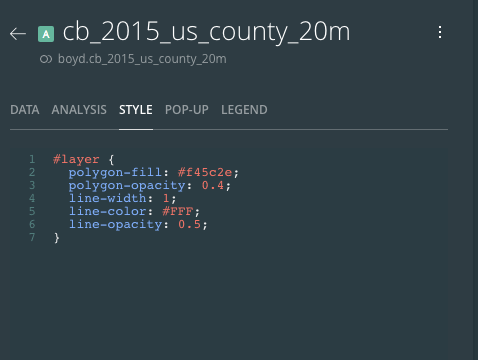 A cb_2015_us_county_20m
boyd.cb_2015_us_county_20m
DATA ANALYSIS STYLE POP-UP LEGEND
1 #layer {
2 polygon-fill: #f45c2e;
3 polygon-opacity: 0.4;
4 line-width: 1;
5 line-color: #FFF;
6 line-opacity: 0.5;
7 }